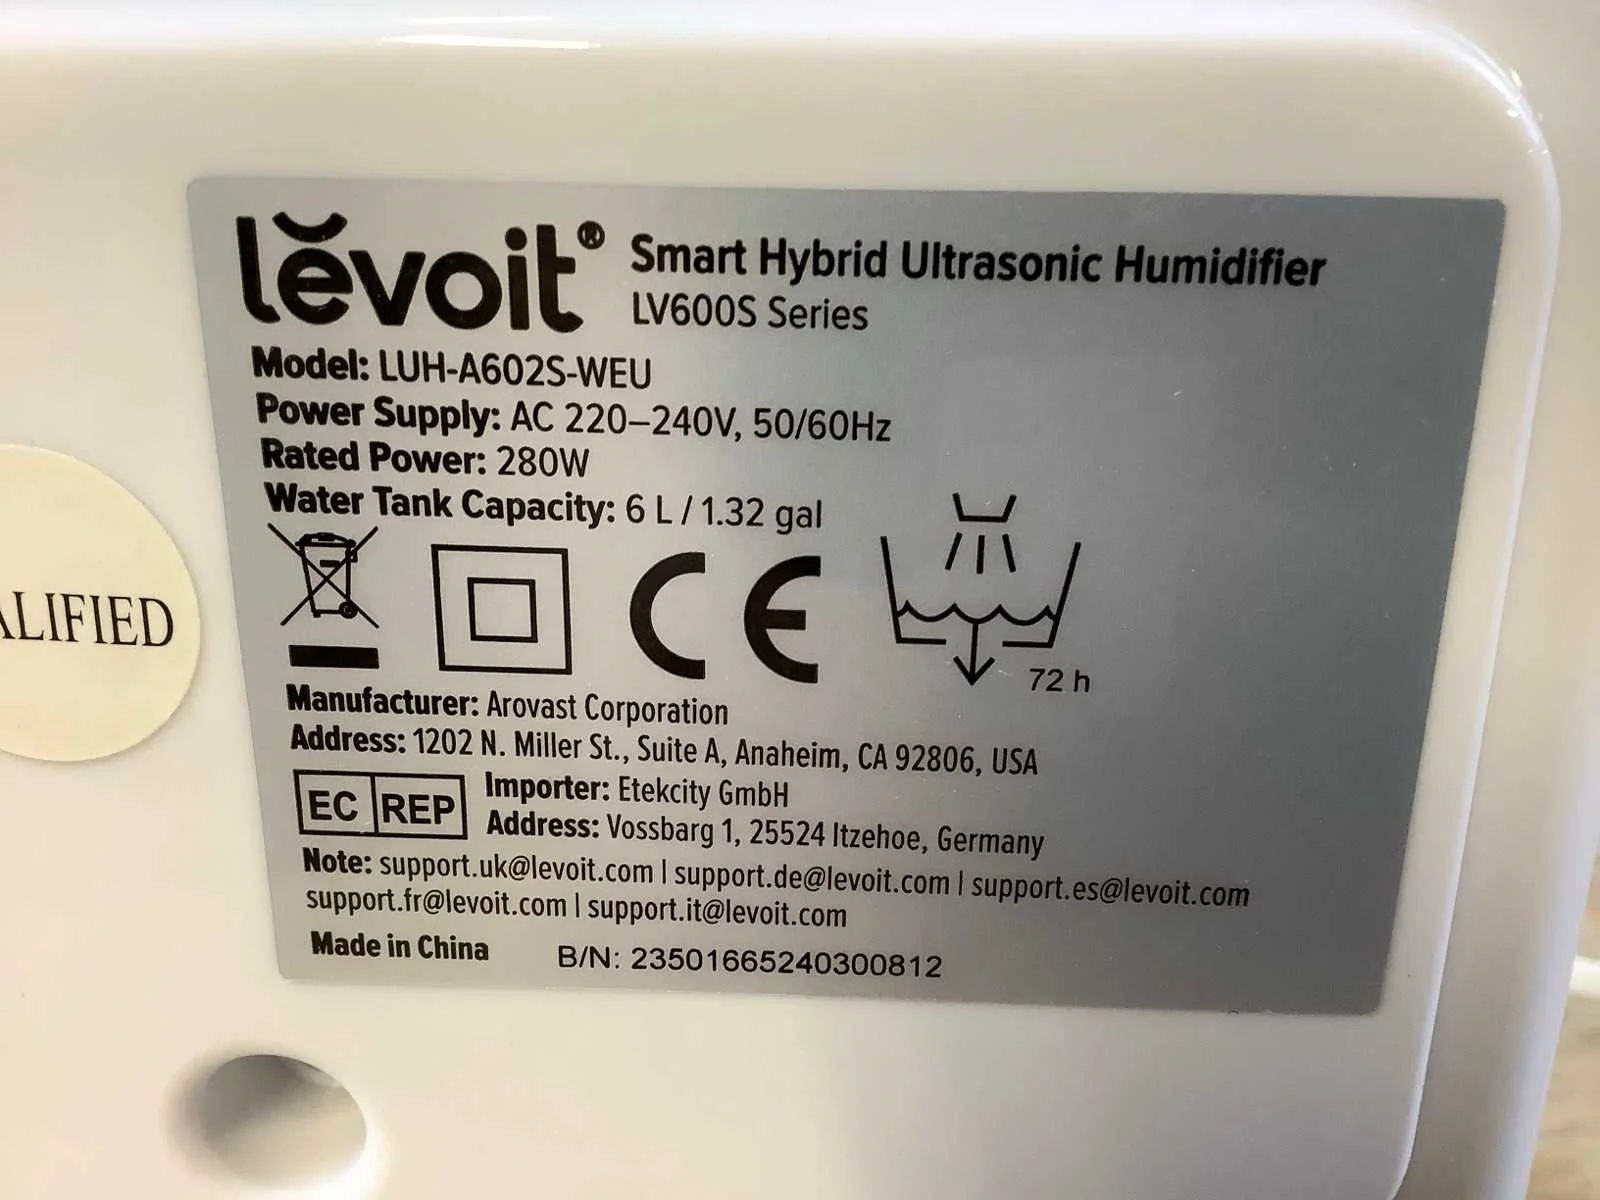 levoit® Smart Hybrid Ultrasonic Humidifier
LV600S Series
Model: LUH-A602S-WEU
Power Supply: AC 220–240V, 50/60Hz
Rated Power: 280W
Water Tank Capacity: 6 L / 1.32 gal
CE
72 h
ALIFIED
Manufacturer: Arovast Corporation
Address: 1202 N. Miller St., Suite A, Anaheim, CA 92806, USA
EC REP
Importer: Etekcity GmbH
Address: Vossbarg 1, 25524 Itzehoe, Germany
Note: support.uk@levoit.com | support.de@levoit.com | support.es@levoit.com
support.fr@levoit.com | support.it@levoit.com
Made in China B/N: 23501665240300812